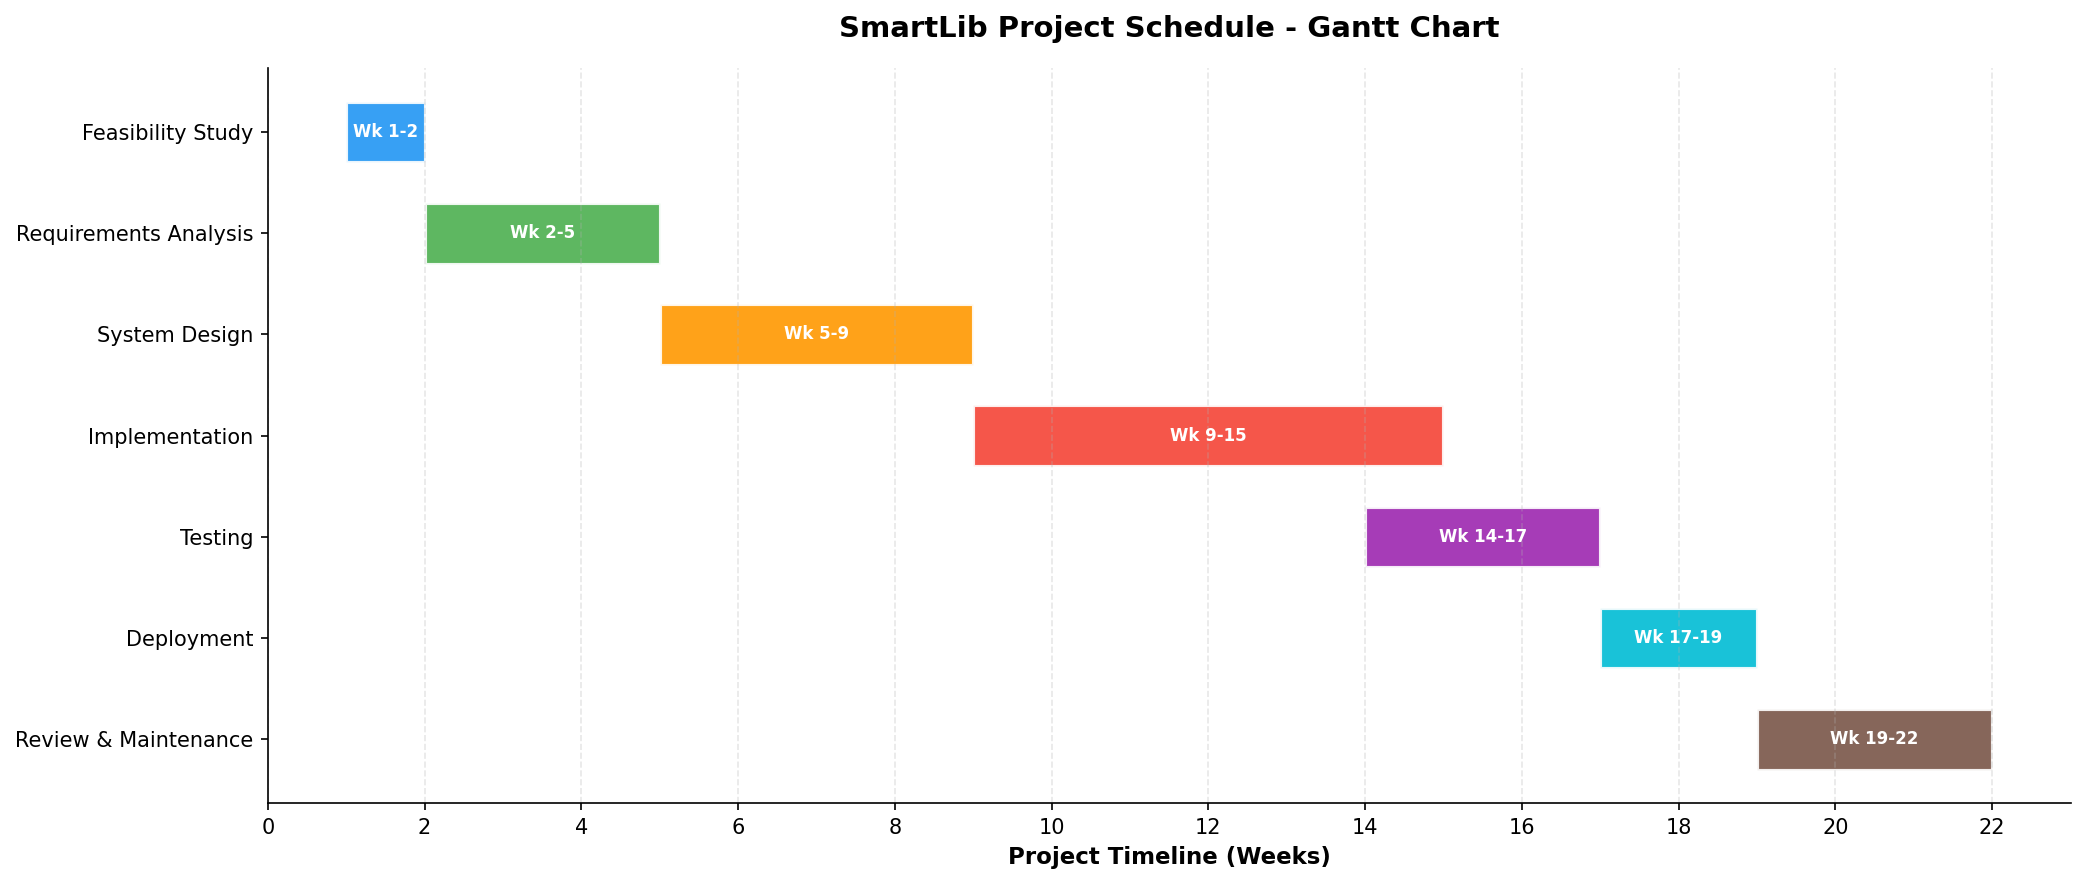 SmartLib Project Schedule - Gantt Chart
Feasibility Study
Wk 1-2
Requirements Analysis
Wk 2-5
System Design
Wk 5-9
Implementation
Wk 9-15
Testing
Wk 14-17
Deployment
Wk 17-19
Review & Maintenance
Wk 19-22
0 2 4 6 8 10 12 14 16 18 20 22
Project Timeline (Weeks)